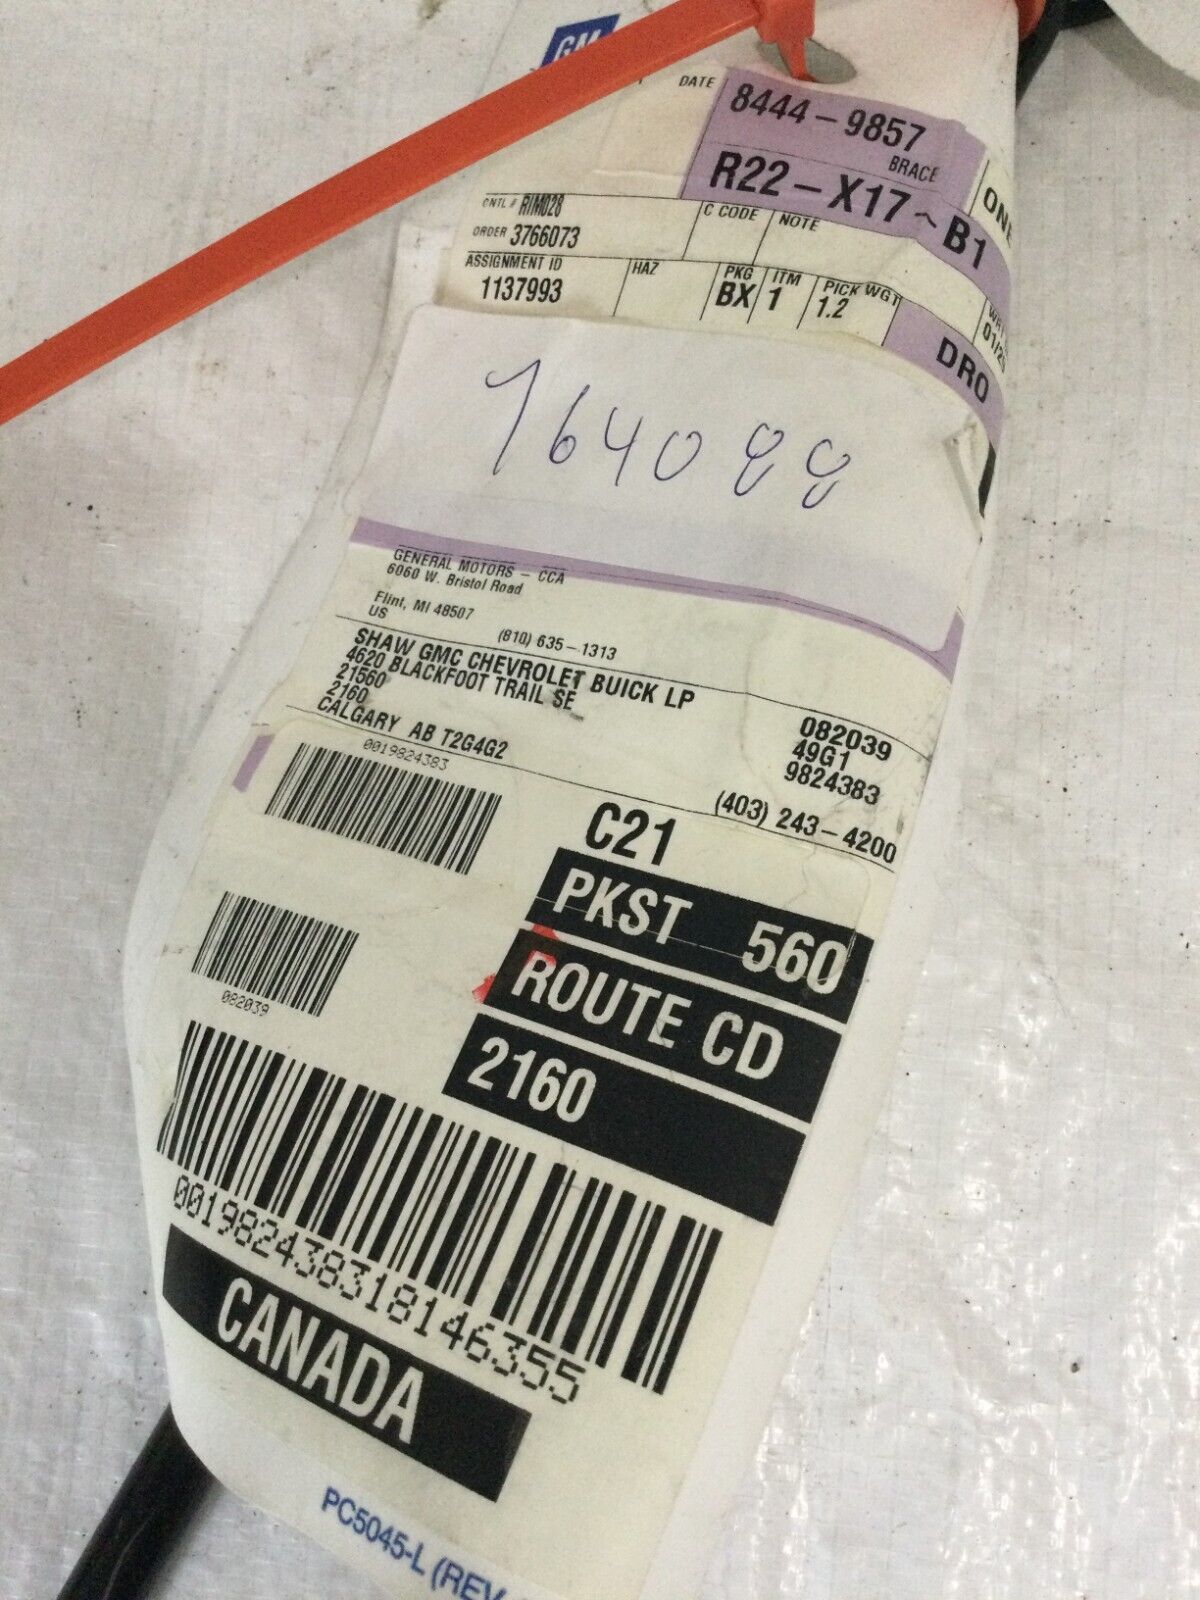 GM
DATE
8444-9857
BRACE
R22-X17-B1
ONE
CNTL # RIM028
C CODE
NOTE
ORDER 3766073
ASSIGNMENT ID
1137993
HAZ
PKG
BX
ITM
1
PICK WGT
1.2
DRO
764088
GENERAL MOTORS - CCA
6060 W. Bristol Road
Flint, MI 48507
US
(810) 635-1313
SHAW GMC CHEVROLET BUICK LP
4620 BLACKFOOT TRAIL SE
21560
2160
CALGARY AB T2G4G2
082039
49G1
9824383
(403) 243-4200
0019824383
C21
PKST 560
ROUTE CD
2160
082039
001982438318146355
CANADA
PC5045-L (REV